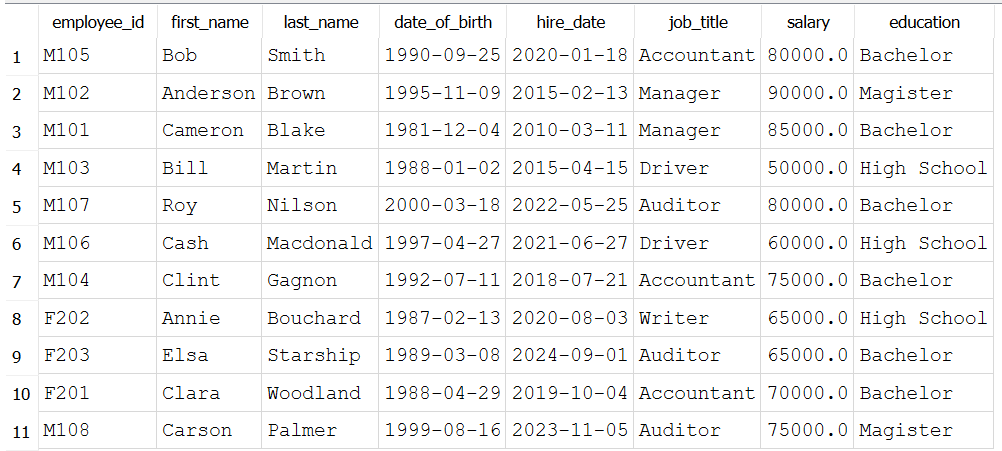 employee_id first_name last_name date_of_birth hire_date job_title salary education
1 M105 Bob Smith 1990-09-25 2020-01-18 Accountant 80000.0 Bachelor
2 M102 Anderson Brown 1995-11-09 2015-02-13 Manager 90000.0 Magister
3 M101 Cameron Blake 1981-12-04 2010-03-11 Manager 85000.0 Bachelor
4 M103 Bill Martin 1988-01-02 2015-04-15 Driver 50000.0 High School
5 M107 Roy Nilson 2000-03-18 2022-05-25 Auditor 80000.0 Bachelor
6 M106 Cash Macdonald 1997-04-27 2021-06-27 Driver 60000.0 High School
7 M104 Clint Gagnon 1992-07-11 2018-07-21 Accountant 75000.0 Bachelor
8 F202 Annie Bouchard 1987-02-13 2020-08-03 Writer 65000.0 High School
9 F203 Elsa Starship 1989-03-08 2024-09-01 Auditor 65000.0 Bachelor
10 F201 Clara Woodland 1988-04-29 2019-10-04 Accountant 70000.0 Bachelor
11 M108 Carson Palmer 1999-08-16 2023-11-05 Auditor 75000.0 Magister